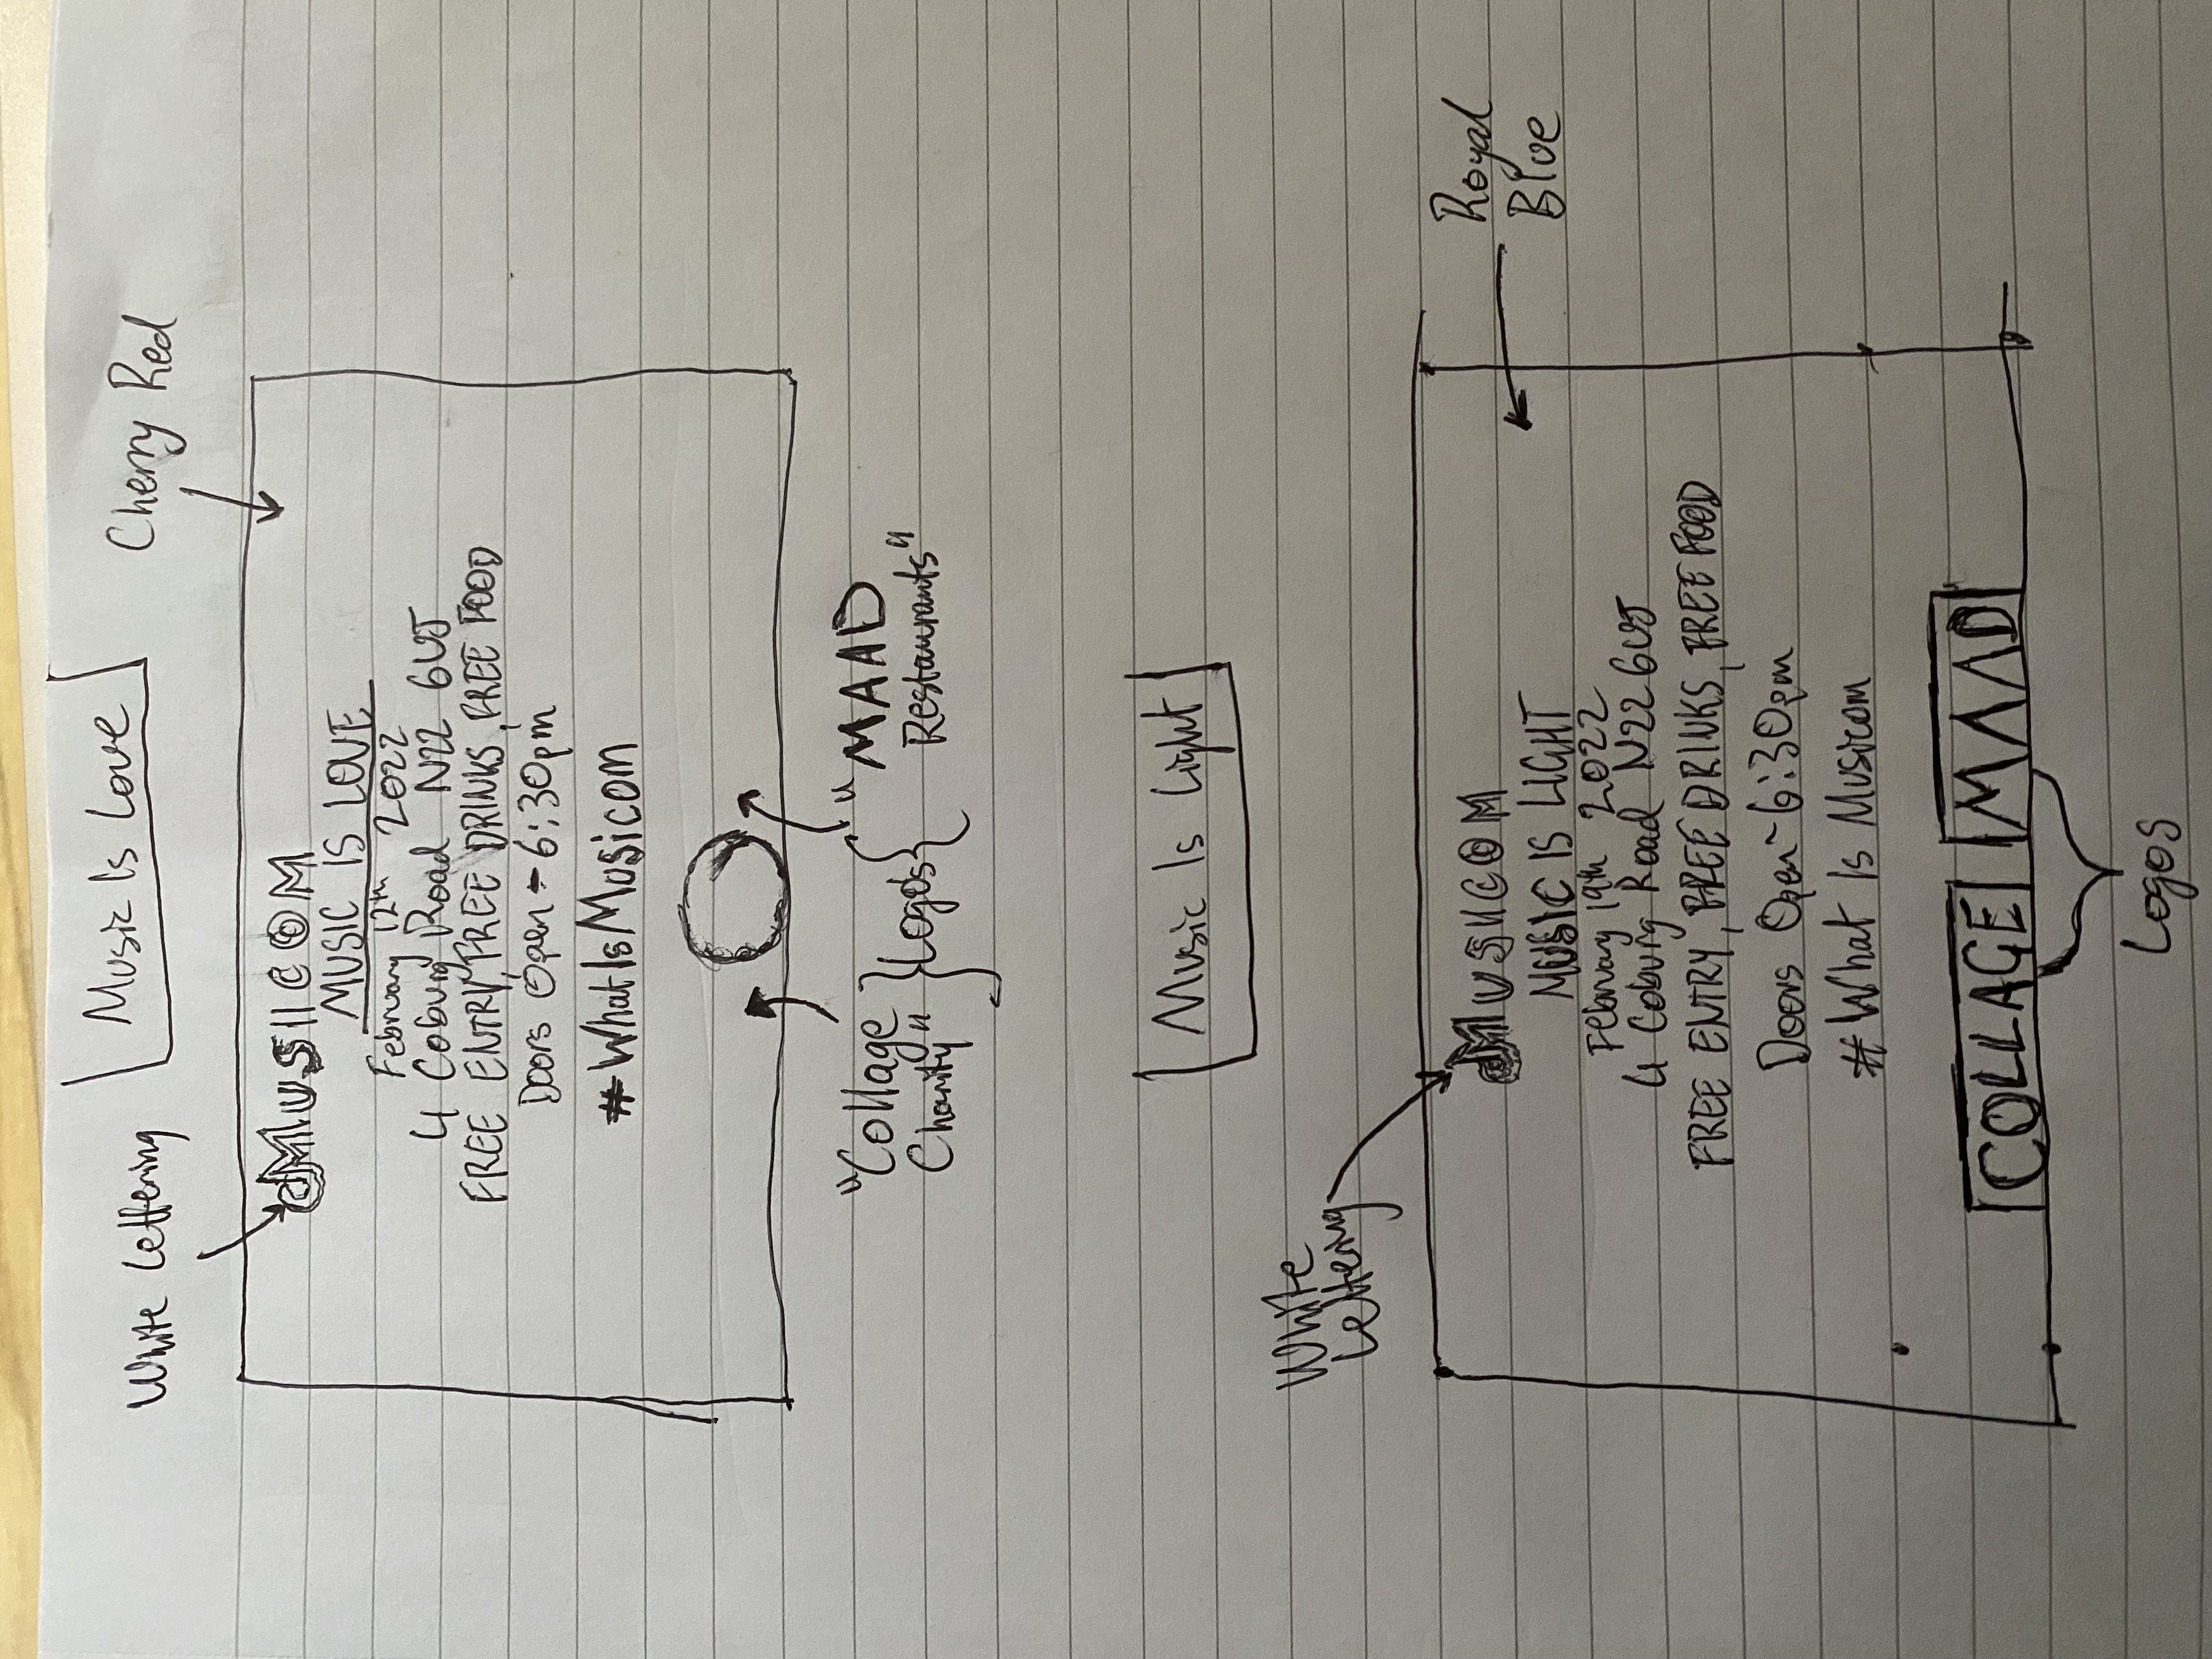 Music Is Love
White Lettering
Cherry Red
MUSIICOM
MUSIC IS LOVE
February 12th 2022
4 Coburg Road N22 6UJ
FREE ENTRY, FREE DRINKS, FREE FOOD
Doors Open - 6:30pm
#WhatIsMusicom
"Collage
Charity"
Logos
"MAAD
Restaurants"
Music Is Light
White
Lettering
MUSIICOM
Royal
Blue
MUSIC IS LIGHT
February 19th 2022
4 Coburg Road N22 6UJ
FREE ENTRY, FREE DRINKS, FREE FOOD
Doors Open ~ 6:30pm
#What Is Musicom
COLLAGE MAAD
Logos